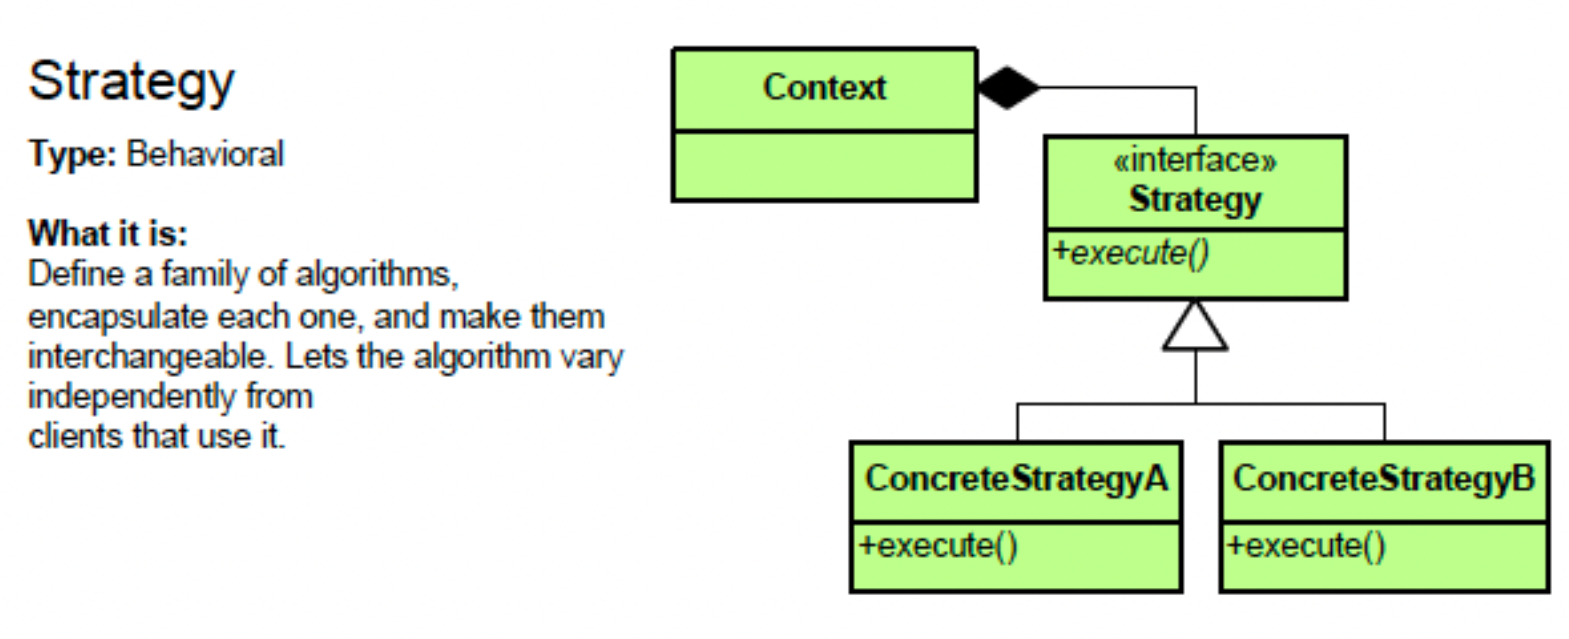 Strategy
Type: Behavioral
What it is:
Define a family of algorithms,
encapsulate each one, and make them
interchangeable. Lets the algorithm vary
independently from
clients that use it.
Context
«interface»
Strategy
+execute()
ConcreteStrategyA
+execute()
ConcreteStrategyB
+execute()